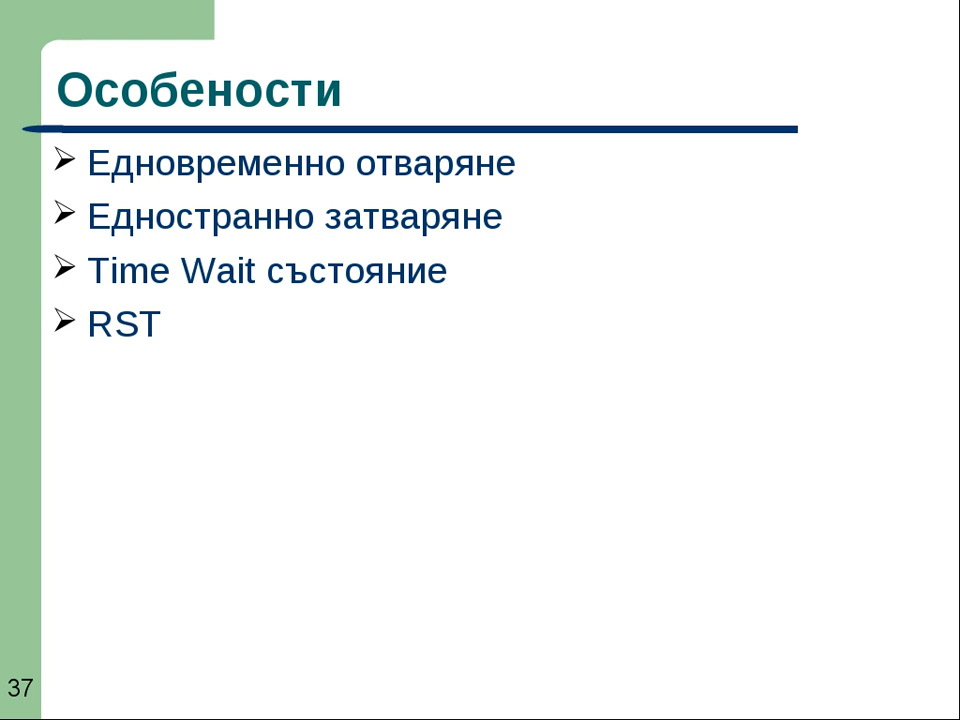 Особености
Едновременно отваряне
Едностранно затваряне
Time Wait състояние
RST
37